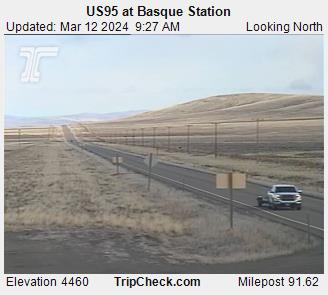 US95 at Basque Station
Updated: Mar 12 2024 9:27 AM Looking North
Elevation 4460 TripCheck.com Milepost 91.62